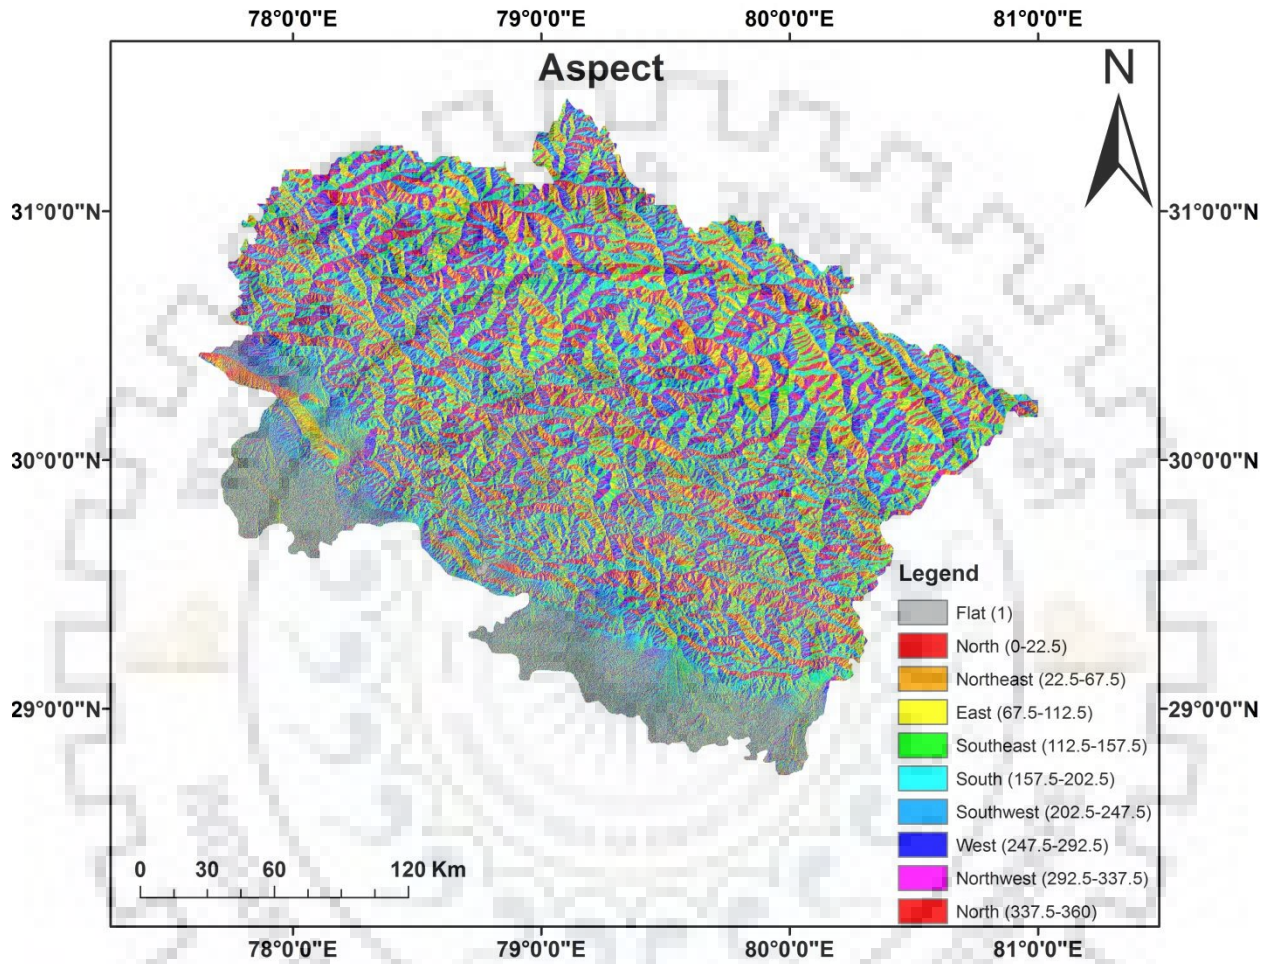 78°0'0"E 79°0'0"E 80°0'0"E 81°0'0"E
Aspect
N
31°0'0"N 31°0'0"N
30°0'0"N 30°0'0"N
29°0'0"N 29°0'0"N
Legend
Flat (1)
North (0-22.5)
Northeast (22.5-67.5)
East (67.5-112.5)
Southeast (112.5-157.5)
South (157.5-202.5)
Southwest (202.5-247.5)
West (247.5-292.5)
Northwest (292.5-337.5)
North (337.5-360)
0 30 60 120 Km
78°0'0"E 79°0'0"E 80°0'0"E 81°0'0"E